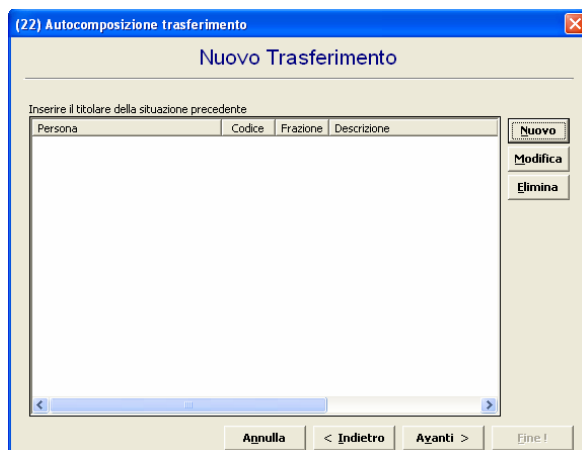 (22) Autocomposizione trasferimento
Nuovo Trasferimento
Inserire il titolare della situazione precedente
Persona Codice Frazione Descrizione
Nuovo
Modifica
Elimina
Annulla < Indietro Avanti > Fine !